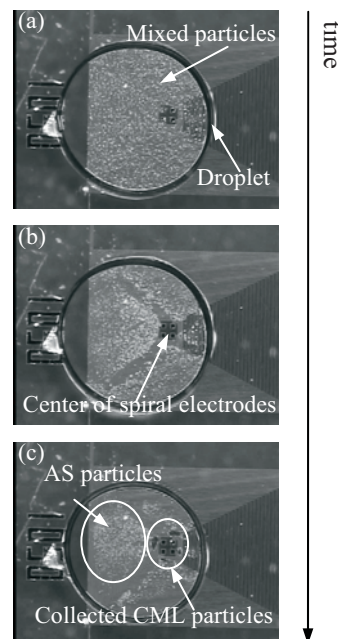 (a)
Mixed particles
time
Droplet
(b)
Center of spiral electrodes
(c)
AS particles
Collected CML particles